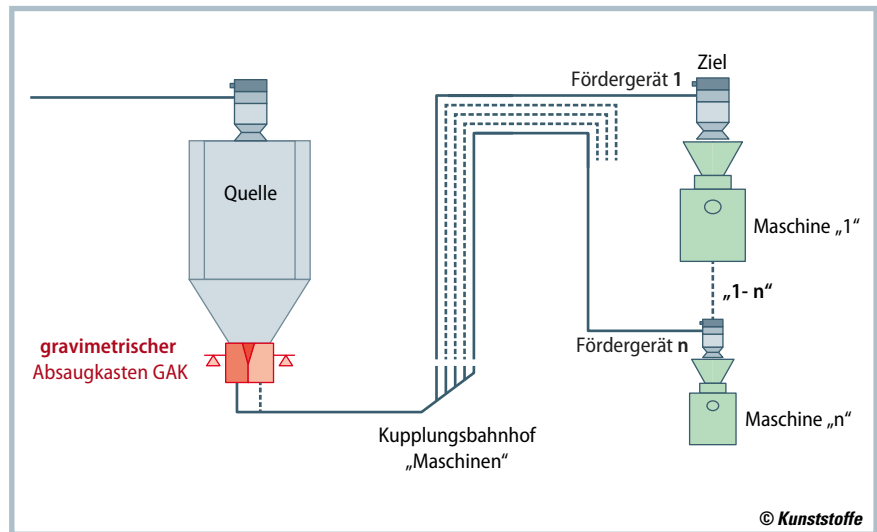 Ziel
Fördergerät 1
Quelle
Maschine „1“
„1- n“
gravimetrischer
Absaugkasten GAK
Fördergerät n
Maschine „n“
Kupplungsbahnhof
„Maschinen“
© Kunststoffe